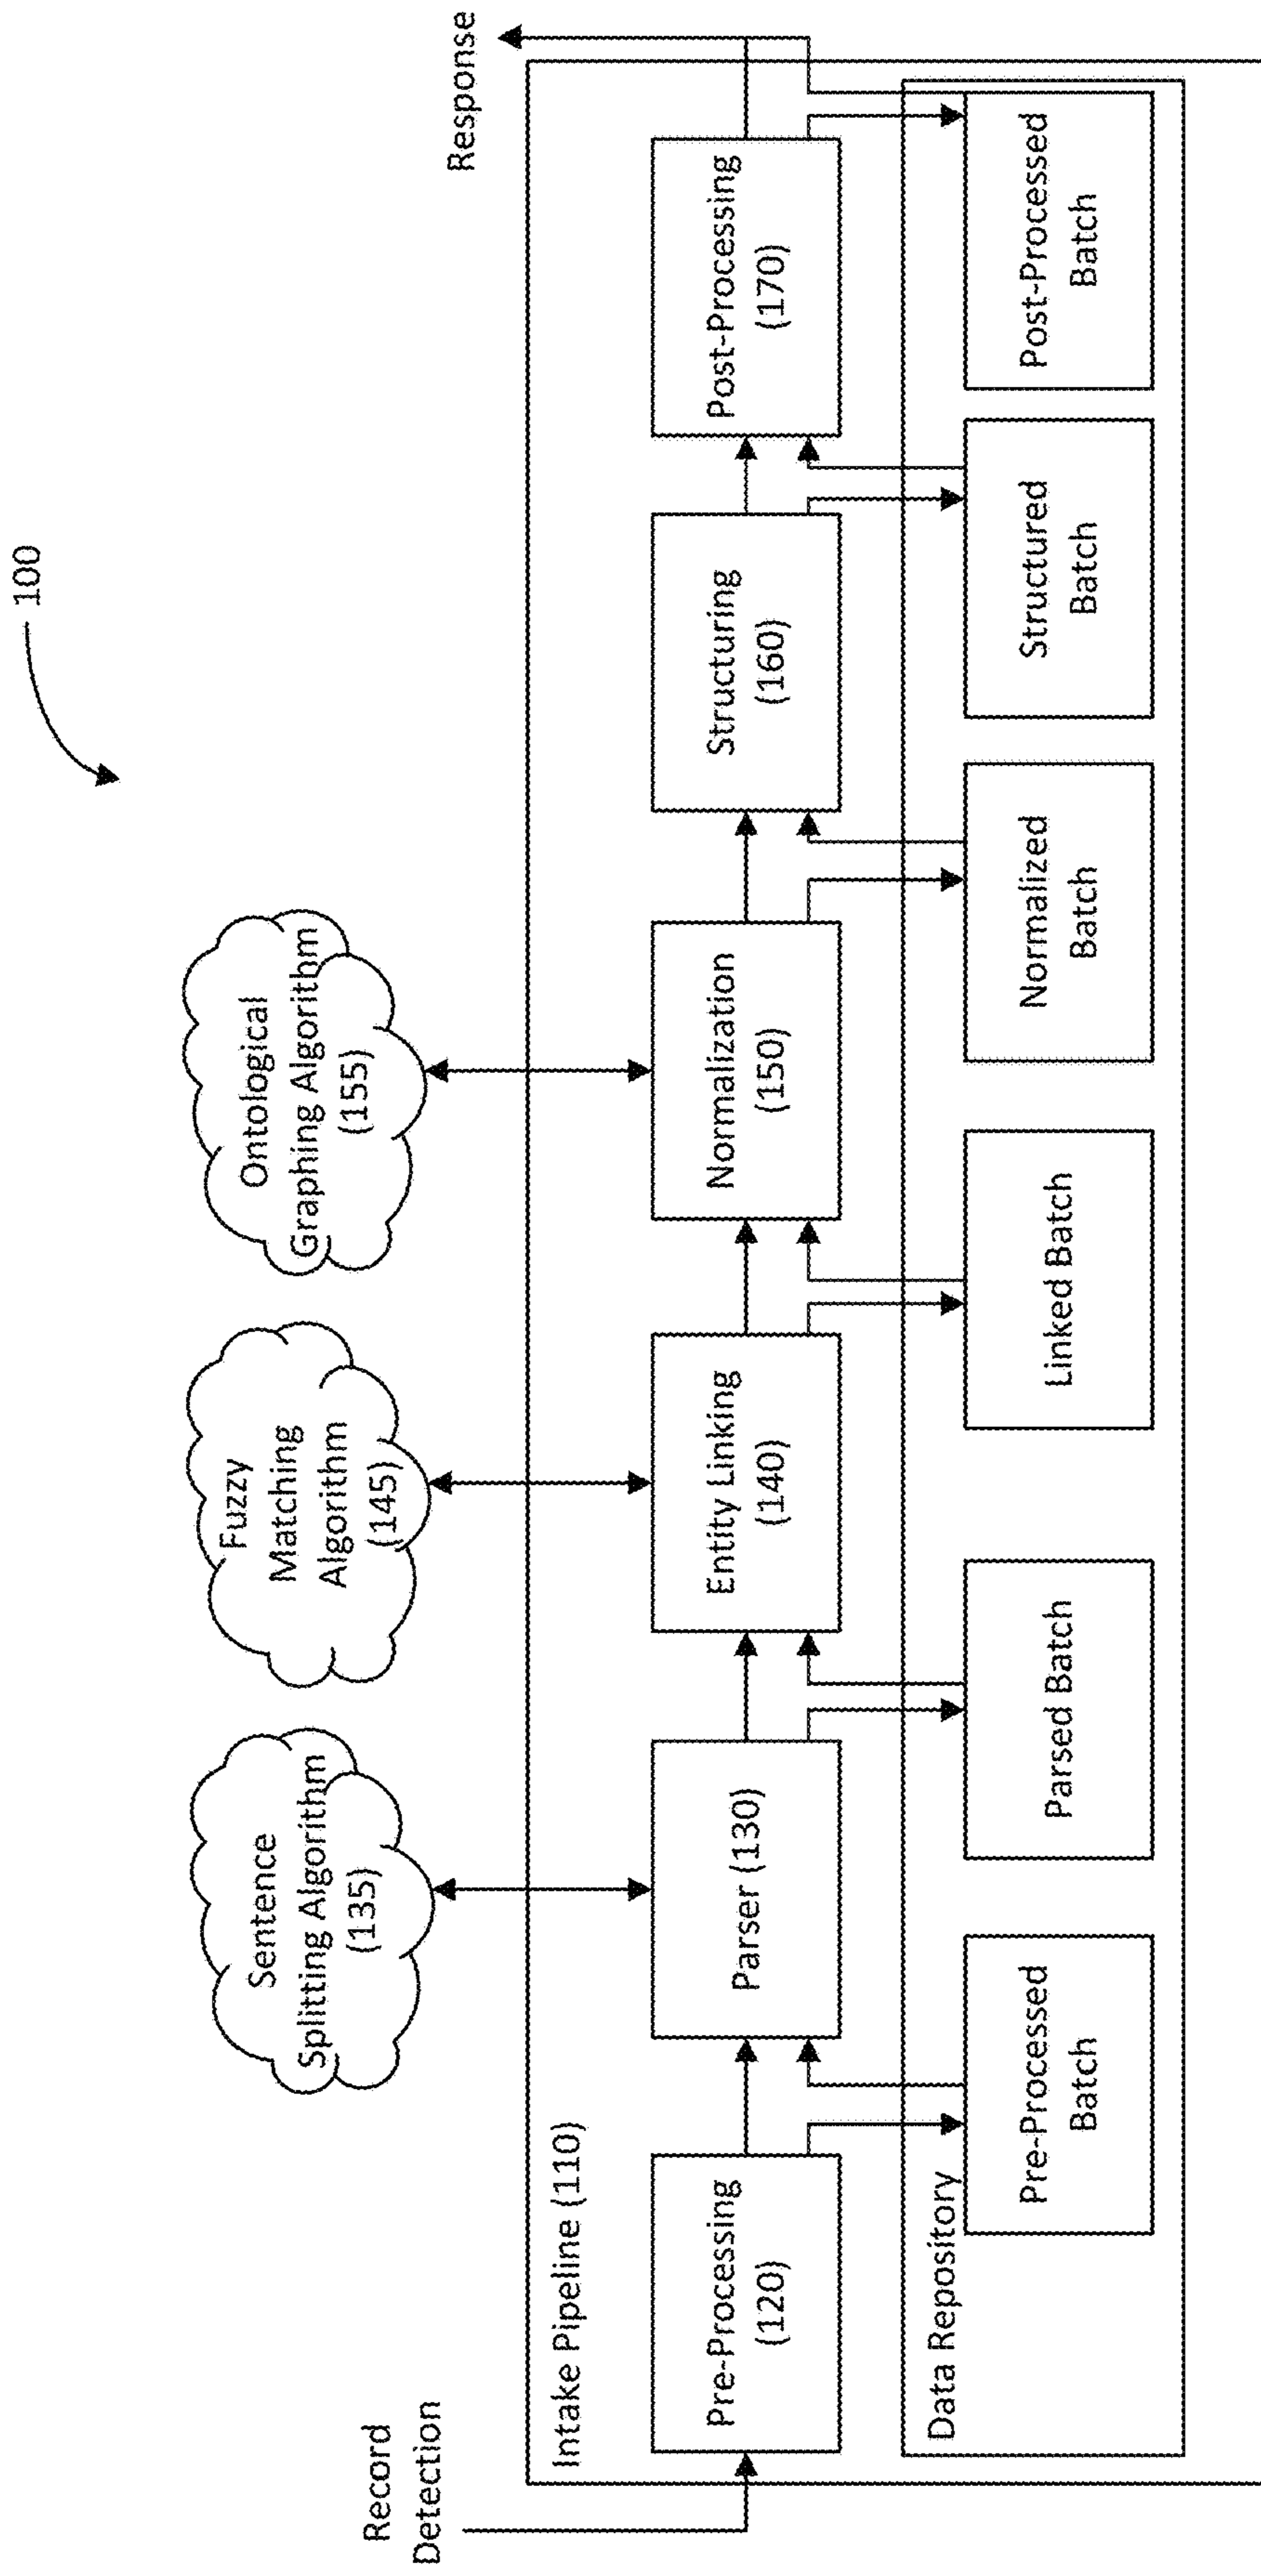 100
Sentence
Splitting Algorithm
(135)
Fuzzy
Matching
Algorithm
(145)
Ontological
Graphing Algorithm
(155)
Record
Detection
Response
Intake Pipeline (110)
Pre-Processing
(120)
Parser (130)
Entity Linking
(140)
Normalization
(150)
Structuring
(160)
Post-Processing
(170)
Data Repository
Pre-Processed
Batch
Parsed Batch
Linked Batch
Normalized
Batch
Structured
Batch
Post-Processed
Batch